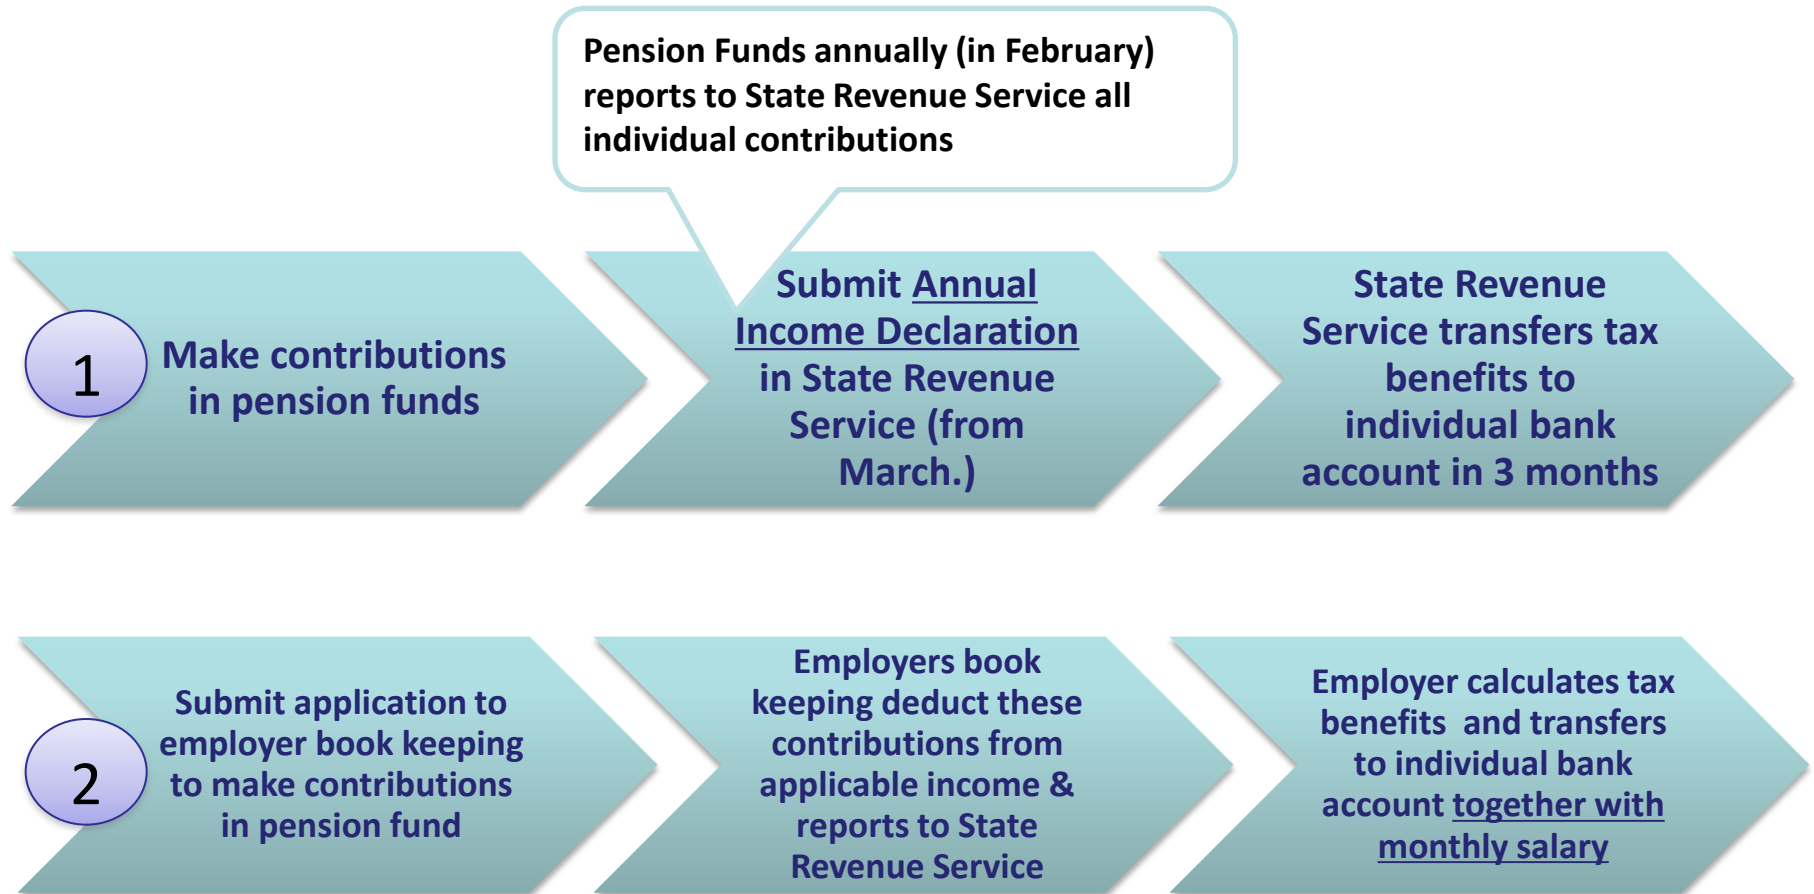 Pension Funds annually (in February)
reports to State Revenue Service all
individual contributions
1
Make contributions
in pension funds
Submit Annual
Income Declaration
in State Revenue
Service (from
March.)
State Revenue
Service transfers tax
benefits to
individual bank
account in 3 months
2
Submit application to
employer book keeping
to make contributions
in pension fund
Employers book
keeping deduct these
contributions from
applicable income &
reports to State
Revenue Service
Employer calculates tax
benefits and transfers
to individual bank
account together with
monthly salary